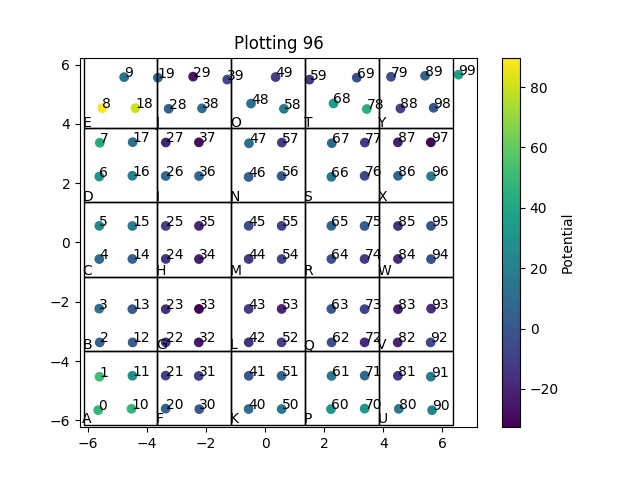 Plotting 96
6
9 19 29 39 49 59 69 79 89 99
80
8 18 28 38 48 58 68 78 88 98
E J O T Y
4
60
7 17 27 37 47 57 67 77 87 97
6 16 26 36 46 56 66 76 86 96
2
40
D I N S X
5 15 25 35 45 55 65 75 85 95
0
4 14 24 34 44 54 64 74 84 94
C H M R W
20
Potential
−2
3 13 23 33 43 53 63 73 83 93
0
2 12 22 32 42 52 62 72 82 92
B G L Q V
−4
1 11 21 31 41 51 61 71 81 91
−20
0 10 20 30 40 50 60 70 80 90
A F K P U
−6
−6 −4 −2 0 2 4 6